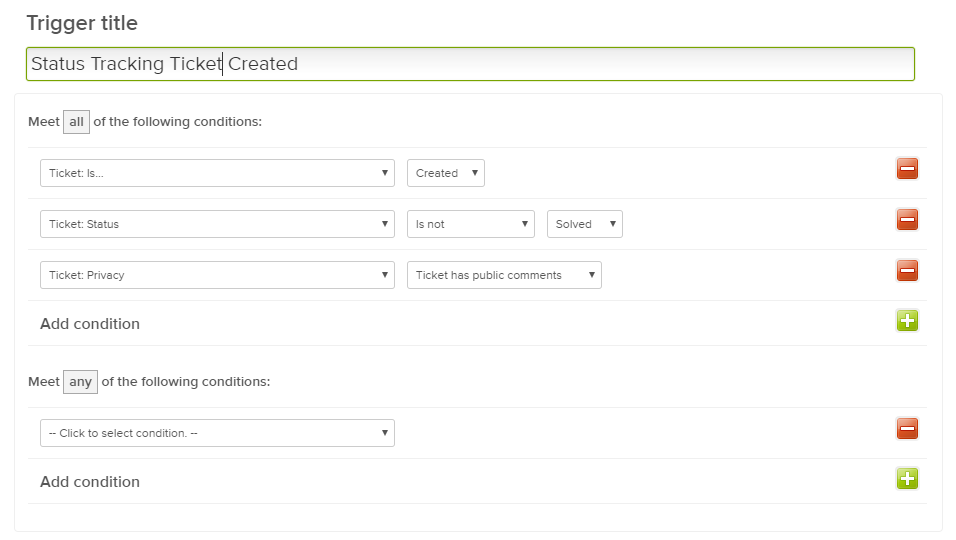 Trigger title
Status Tracking Ticket Created
Meet all of the following conditions:
Ticket: Is... Created
Ticket: Status Is not Solved
Ticket: Privacy Ticket has public comments
Add condition
Meet any of the following conditions:
-- Click to select condition. --
Add condition